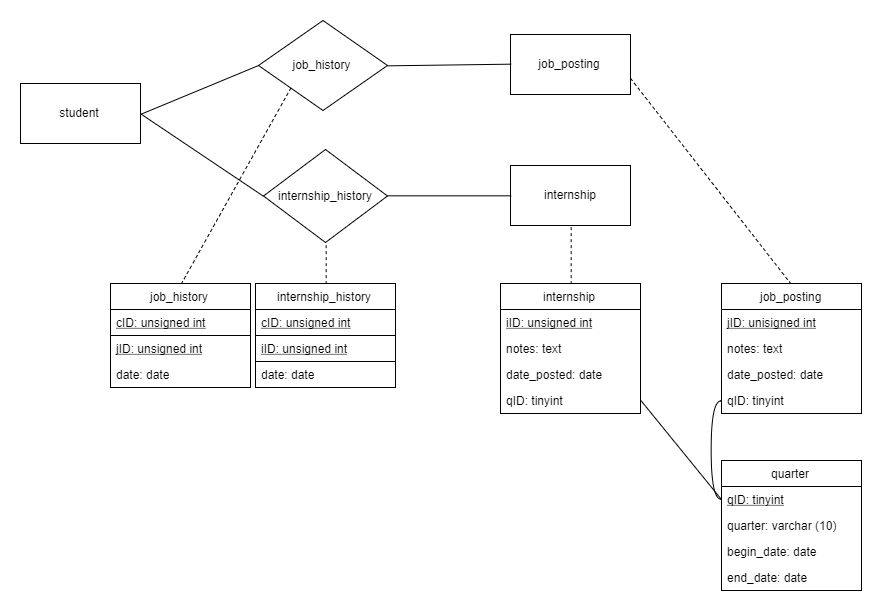 job_history
job_posting
student
internship_history
internship
job_history
cID: unsigned int
jID: unsigned int
date: date
internship_history
cID: unsigned int
iID: unsigned int
date: date
internship
iID: unsigned int
notes: text
date_posted: date
qID: tinyint
job_posting
jID: unisigned int
notes: text
date_posted: date
qID: tinyint
quarter
qID: tinyint
quarter: varchar (10)
begin_date: date
end_date: date